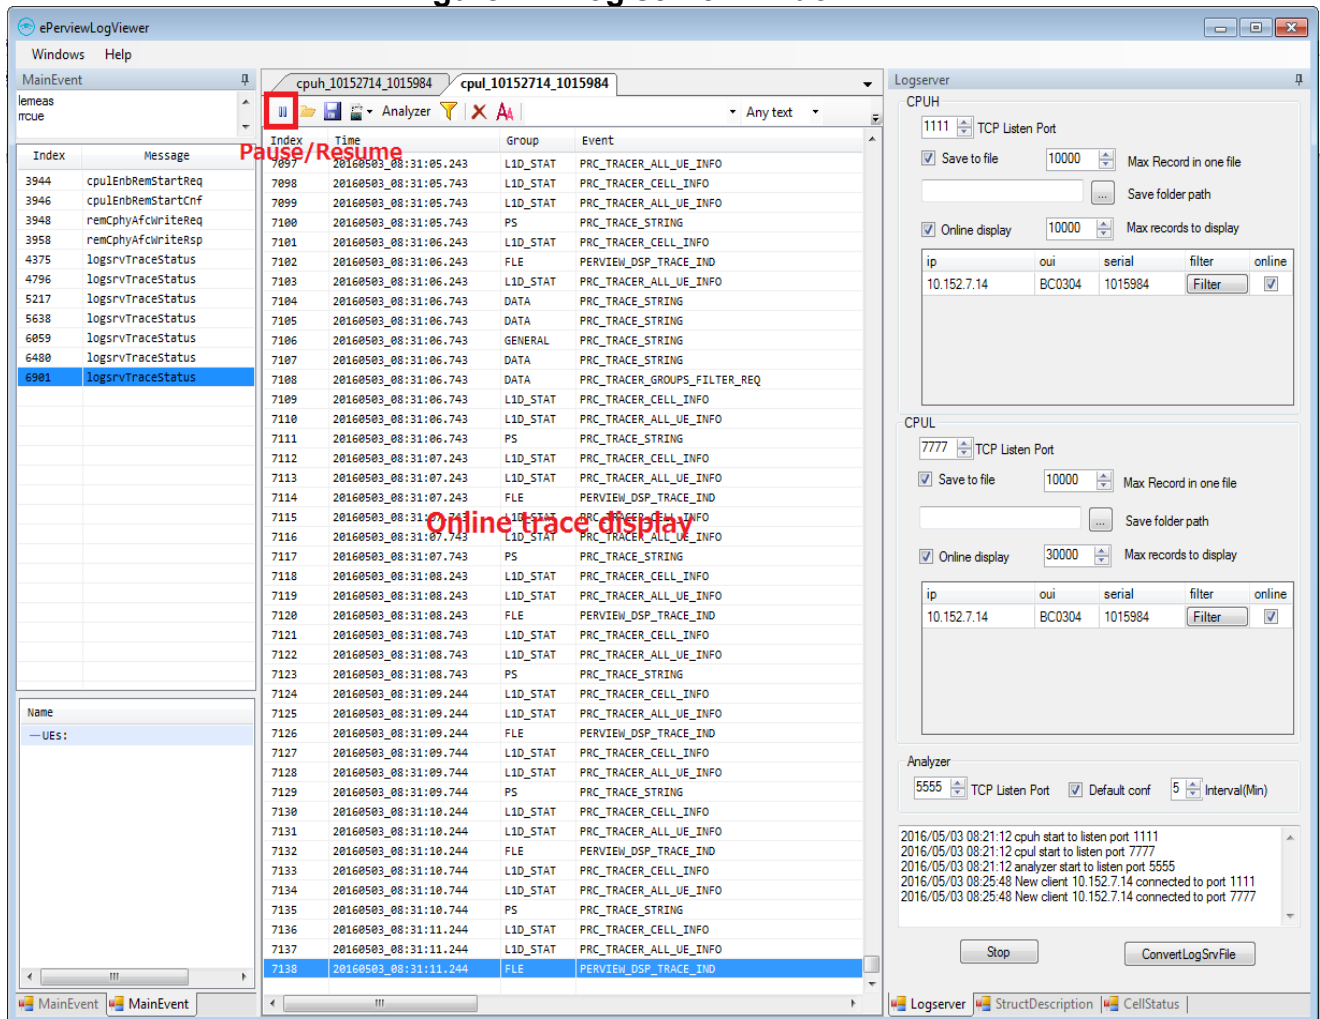 ePerviewLogViewer
Windows Help
MainEvent
lemeas
rrcue
Index Message
3944 cpulEnbRemStartReq
3946 cpulEnbRemStartCnf
3948 remCphyAfcWriteReq
3958 remCphyAfcWriteRsp
4375 logsrvTraceStatus
4796 logsrvTraceStatus
5217 logsrvTraceStatus
5638 logsrvTraceStatus
6059 logsrvTraceStatus
6480 logsrvTraceStatus
6901 logsrvTraceStatus
Name
UEs:
MainEvent MainEvent
cpuh_10152714_1015984 cpul_10152714_1015984
Analyzer Any text
Pause/Resume
Index Time Group Event
7097 20160503_08:31:05.243 L1D_STAT PRC_TRACER_ALL_UE_INFO
7098 20160503_08:31:05.743 L1D_STAT PRC_TRACER_CELL_INFO
7099 20160503_08:31:05.743 L1D_STAT PRC_TRACER_ALL_UE_INFO
7100 20160503_08:31:05.743 PS PRC_TRACE_STRING
7101 20160503_08:31:06.243 L1D_STAT PRC_TRACER_CELL_INFO
7102 20160503_08:31:06.243 FLE PERVIEW_DSP_TRACE_IND
7103 20160503_08:31:06.243 L1D_STAT PRC_TRACER_ALL_UE_INFO
7104 20160503_08:31:06.743 DATA PRC_TRACE_STRING
7105 20160503_08:31:06.743 DATA PRC_TRACE_STRING
7106 20160503_08:31:06.743 GENERAL PRC_TRACE_STRING
7107 20160503_08:31:06.743 DATA PRC_TRACE_STRING
7108 20160503_08:31:06.743 DATA PRC_TRACER_GROUPS_FILTER_REQ
7109 20160503_08:31:06.743 L1D_STAT PRC_TRACER_CELL_INFO
7110 20160503_08:31:06.743 L1D_STAT PRC_TRACER_ALL_UE_INFO
7111 20160503_08:31:06.743 PS PRC_TRACE_STRING
7112 20160503_08:31:07.243 L1D_STAT PRC_TRACER_CELL_INFO
7113 20160503_08:31:07.243 L1D_STAT PRC_TRACER_ALL_UE_INFO
7114 20160503_08:31:07.243 FLE PERVIEW_DSP_TRACE_IND
7115 20160503_08:31:07.743 L1D_STAT PRC_TRACER_CELL_INFO
Online trace display
7116 20160503_08:31:07.743 L1D_STAT PRC_TRACER_ALL_UE_INFO
7117 20160503_08:31:07.743 PS PRC_TRACE_STRING
7118 20160503_08:31:08.243 L1D_STAT PRC_TRACER_CELL_INFO
7119 20160503_08:31:08.243 L1D_STAT PRC_TRACER_ALL_UE_INFO
7120 20160503_08:31:08.243 FLE PERVIEW_DSP_TRACE_IND
7121 20160503_08:31:08.743 L1D_STAT PRC_TRACER_CELL_INFO
7122 20160503_08:31:08.743 L1D_STAT PRC_TRACER_ALL_UE_INFO
7123 20160503_08:31:08.743 PS PRC_TRACE_STRING
7124 20160503_08:31:09.244 L1D_STAT PRC_TRACER_CELL_INFO
7125 20160503_08:31:09.244 L1D_STAT PRC_TRACER_ALL_UE_INFO
7126 20160503_08:31:09.244 FLE PERVIEW_DSP_TRACE_IND
7127 20160503_08:31:09.744 L1D_STAT PRC_TRACER_CELL_INFO
7128 20160503_08:31:09.744 L1D_STAT PRC_TRACER_ALL_UE_INFO
7129 20160503_08:31:09.744 PS PRC_TRACE_STRING
7130 20160503_08:31:10.244 L1D_STAT PRC_TRACER_CELL_INFO
7131 20160503_08:31:10.244 L1D_STAT PRC_TRACER_ALL_UE_INFO
7132 20160503_08:31:10.244 FLE PERVIEW_DSP_TRACE_IND
7133 20160503_08:31:10.744 L1D_STAT PRC_TRACER_CELL_INFO
7134 20160503_08:31:10.744 L1D_STAT PRC_TRACER_ALL_UE_INFO
7135 20160503_08:31:10.744 PS PRC_TRACE_STRING
7136 20160503_08:31:11.244 L1D_STAT PRC_TRACER_CELL_INFO
7137 20160503_08:31:11.244 L1D_STAT PRC_TRACER_ALL_UE_INFO
7138 20160503_08:31:11.244 FLE PERVIEW_DSP_TRACE_IND
Logserver
CPUH
1111 TCP Listen Port
Save to file 10000 Max Record in one file
... Save folder path
Online display 10000 Max records to display
ip oui serial filter online
10.152.7.14 BC0304 1015984 Filter
CPUL
7777 TCP Listen Port
Save to file 10000 Max Record in one file
... Save folder path
Online display 30000 Max records to display
ip oui serial filter online
10.152.7.14 BC0304 1015984 Filter
Analyzer
5555 TCP Listen Port Default conf 5 Interval(Min)
2016/05/03 08:21:12 cpuh start to listen port 1111
2016/05/03 08:21:12 cpul start to listen port 7777
2016/05/03 08:21:12 analyzer start to listen port 5555
2016/05/03 08:25:48 New client 10.152.7.14 connected to port 1111
2016/05/03 08:25:48 New client 10.152.7.14 connected to port 7777
Stop ConvertLogSrvFile
Logserver StructDescription CellStatus